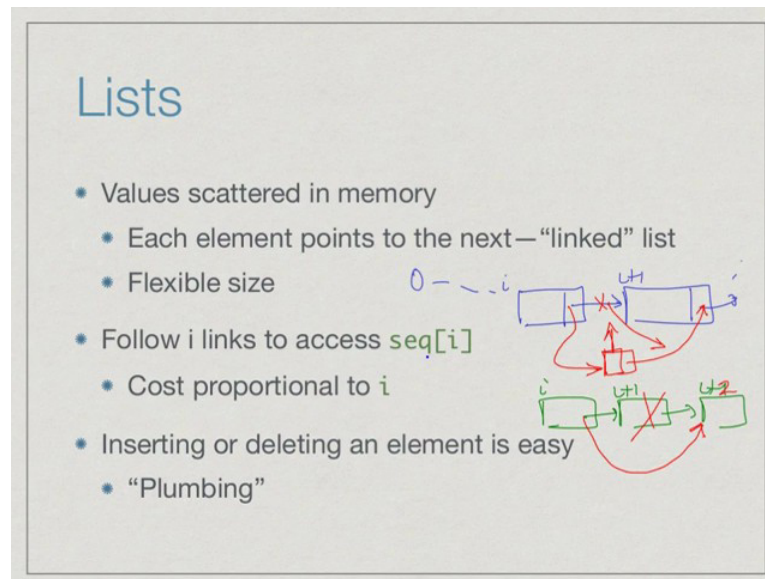 Lists
Values scattered in memory
Each element points to the next—“linked” list
i+1
Flexible size
0 - - - i
Follow i links to access seq[i]
Cost proportional to i
i i+1 i+2
Inserting or deleting an element is easy
“Plumbing”